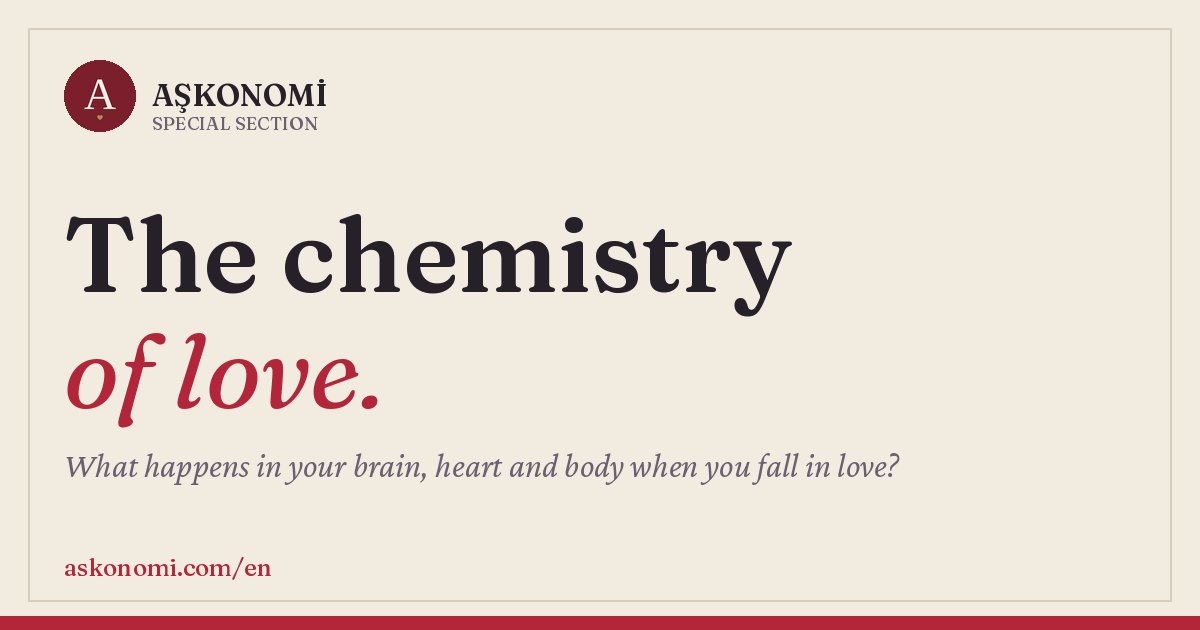 A
AŞKONOMİ
SPECIAL SECTION
The chemistry
of love.
What happens in your brain, heart and body when you fall in love?
askonomi.com/en